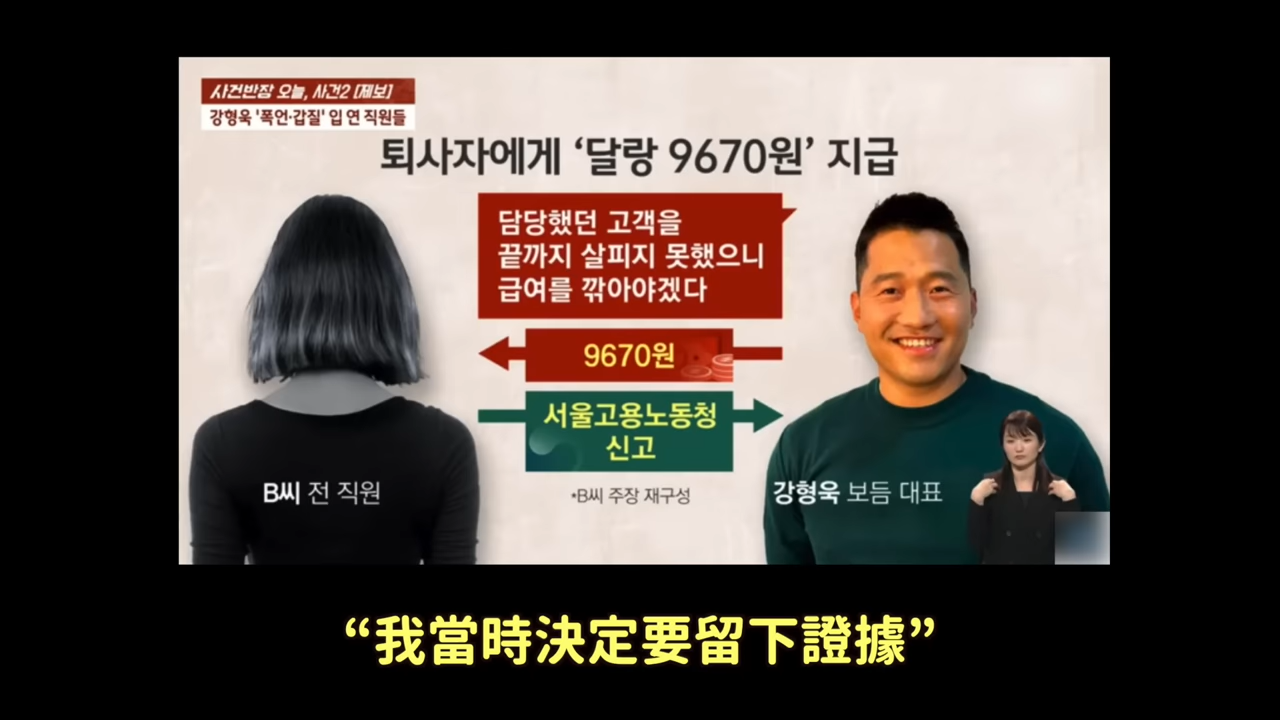 사건반장 오늘, 사건2 [제보]
강형욱 '폭언·갑질' 입 연 직원들
퇴사자에게 ‘달랑 9670원’ 지급
담당했던 고객을
끝까지 살피지 못했으니
급여를 깎아야겠다
9670원
서울고용노동청
신고
B씨 전 직원
*B씨 주장 재구성
강형욱 보듬 대표
“我當時決定要留下證據”